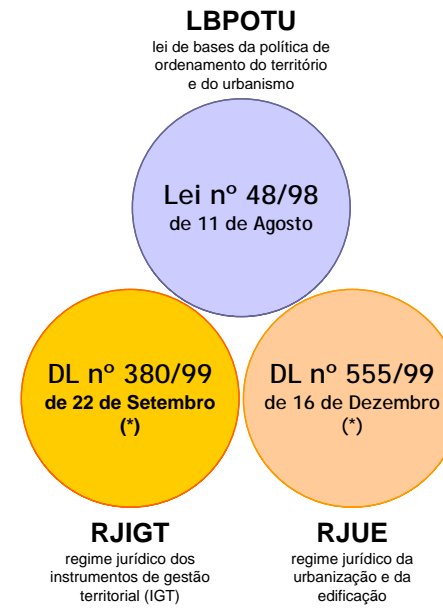 LBPOTU
lei de bases da política de
ordenamento do território
e do urbanismo
Lei nº 48/98
de 11 de Agosto
DL nº 380/99
de 22 de Setembro
(*)
DL nº 555/99
de 16 de Dezembro
(*)
RJIGT
regime jurídico dos
instrumentos de gestão
territorial (IGT)
RJUE
regime jurídico da
urbanização e da
edificação